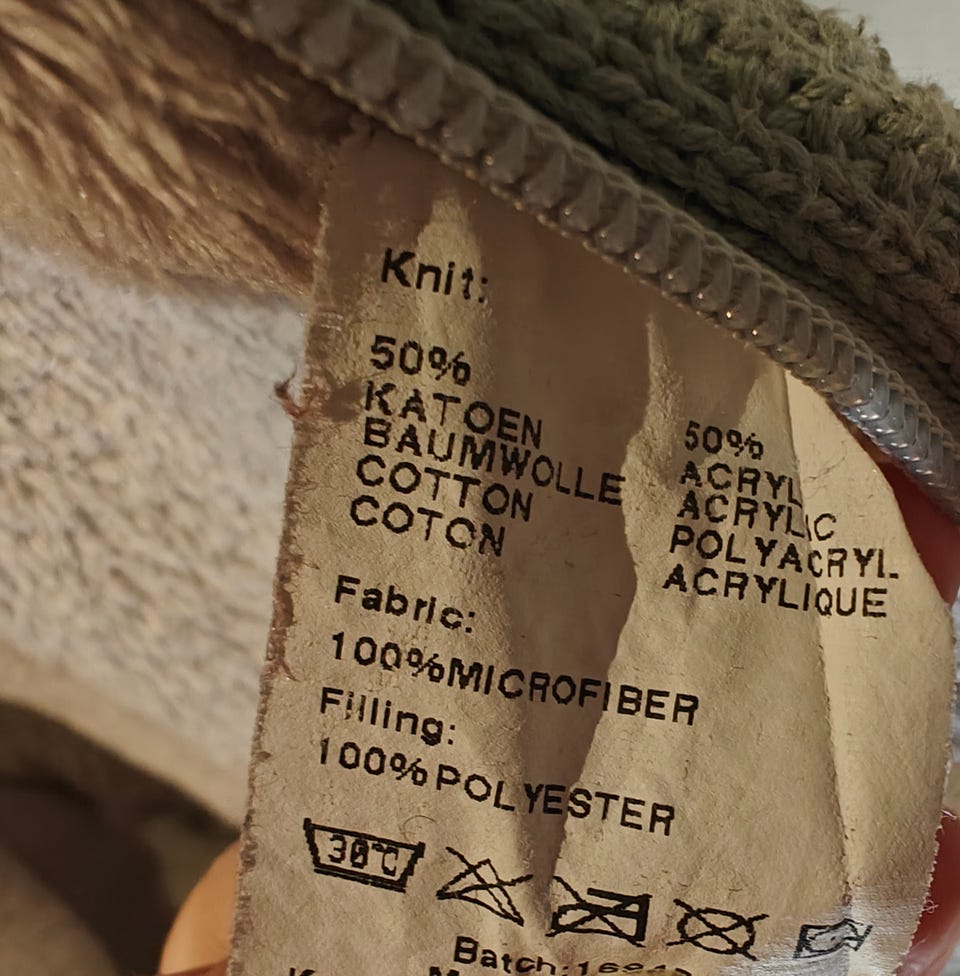 Knit:
50%
KATOEN
BAUMWOLLE
COTTON
COTON
50%
ACRYL
ACRYLIC
POLYACRYL
ACRYLIQUE
Fabric:
100%MICROFIBER
Filling:
100%POLYESTER
30°C
Batch: